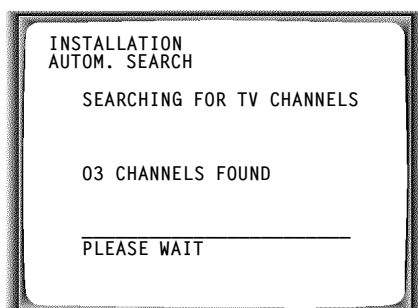 INSTALLATION
AUTOM. SEARCH
SEARCHING FOR TV CHANNELS
03 CHANNELS FOUND
PLEASE WAIT